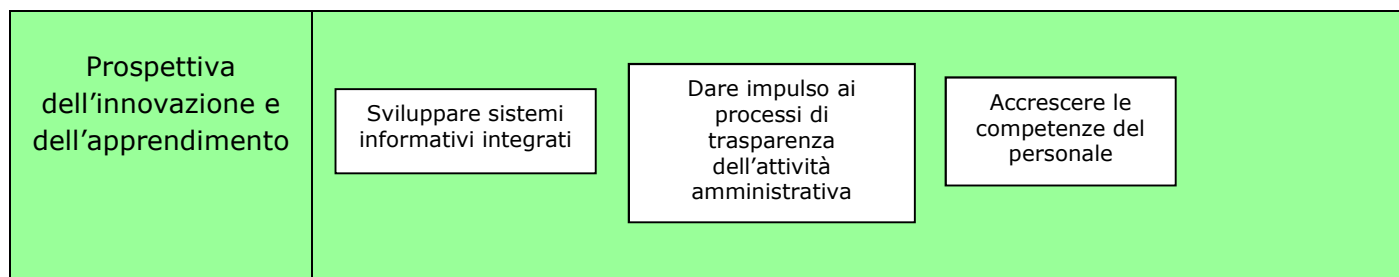 Prospettiva
dell’innovazione e
dell’apprendimento
Sviluppare sistemi
informativi integrati
Dare impulso ai
processi di
trasparenza
dell’attività
amministrativa
Accrescere le
competenze del
personale